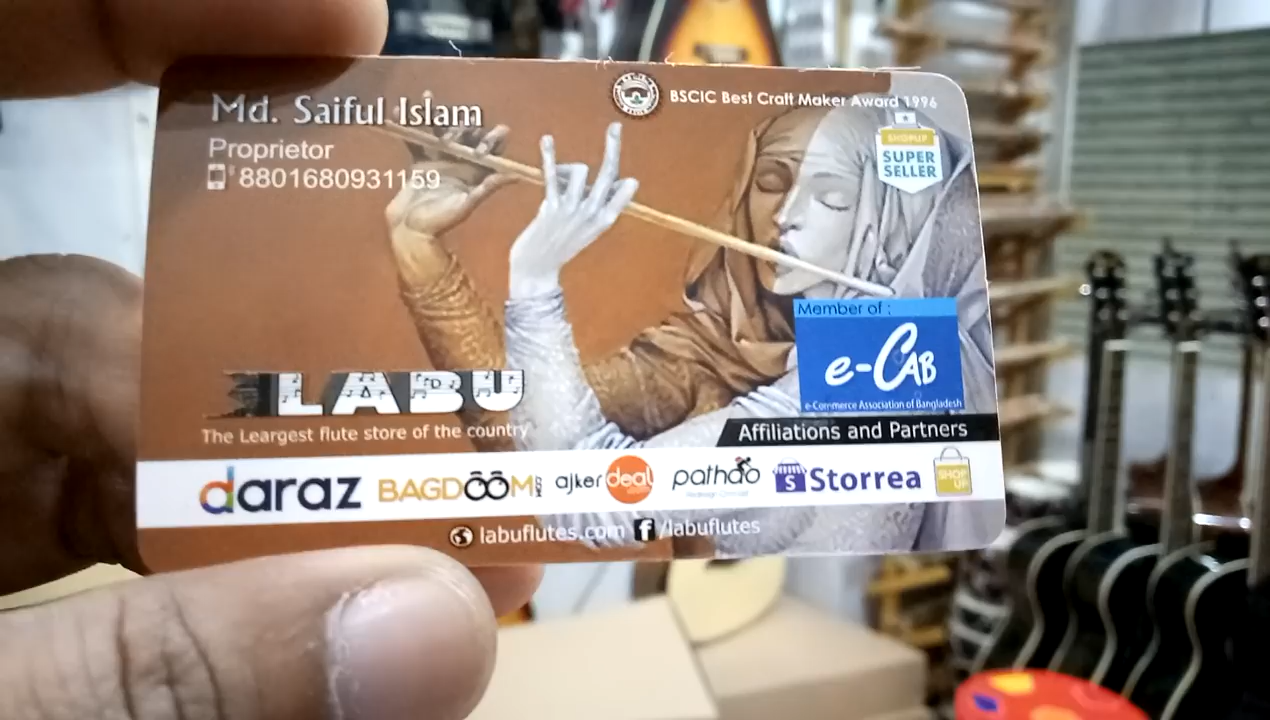 Md. Saiful Islam
Proprietor
8801680931159
BSCIC Best Craft Maker Award 1996
SHOPUP
SUPER
SELLER
Member of :
e-CAB
e-Commerce Association of Bangladesh
LABU
The Leargest flute store of the country
Affiliations and Partners
daraz
BAGDOOM
ajkerdeal
pathao
S Storrea
SHOP
UP
labuflutes.com f /labuflutes